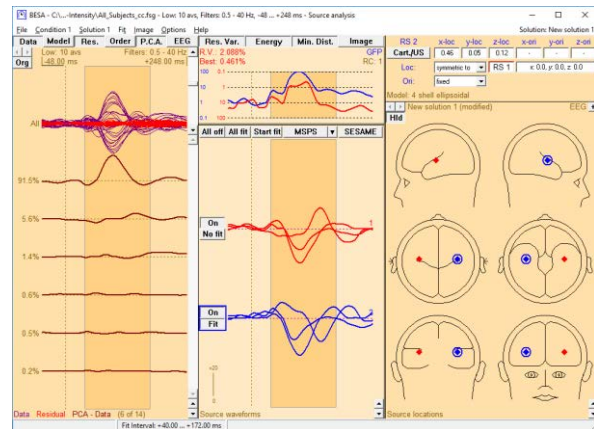 BESA - C:\...-Intensity\All_Subjects_cc.fsg - Low: 10 avs, Filters: 0.5 - 40 Hz, -48 ... +248 ms - Source analysis
File Condition 1 Solution 1 Fit Image Options Help Solution: New solution 1
Data Model Res. Order P.C.A. EEG Res. Var. Energy Min. Dist. Image RS 2 x-loc y-loc z-loc x-ori y-ori z-ori
Org Low: 10 avs Filters: 0.5 - 40 Hz R.V.: 2.088% GFP Cart./US 0.46 0.05 0.12 - - -
-48.00 ms +248.00 ms Best: 0.461% RC: 1 Loc: symmetric to RS 1 x: 0.0, y: 0.0, z: 0.0
100 0.1 Ori: fixed
10 1 Model: 4 shell ellipsoidal
1 10 New solution 1 (modified) EEG
0.1 100 Hld
All All off All fit Start fit MSPS SESAME
91.5%
On 1
No fit
5.6%
1.4%
0.6%
On
Fit
0.5%
0.2%
+20
0
Data Residual PCA - Data (6 of 14) Source waveforms Source locations
Fit Interval: +40.00 ... +172.00 ms